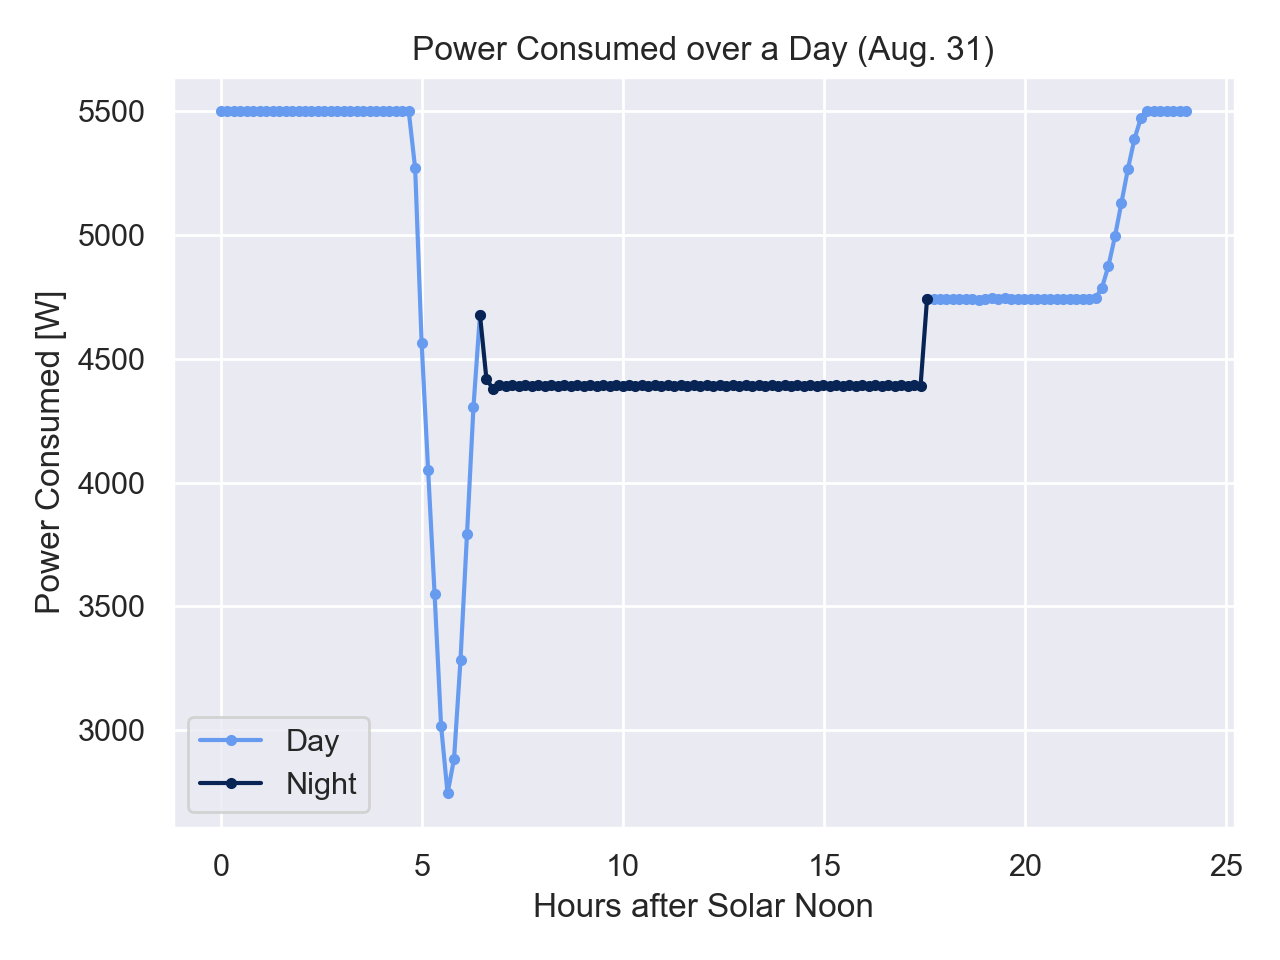 Power Consumed over a Day (Aug. 31)
Power Consumed [W]
5500
5000
4500
4000
3500
3000
Day
Night
0 5 10 15 20 25
Hours after Solar Noon